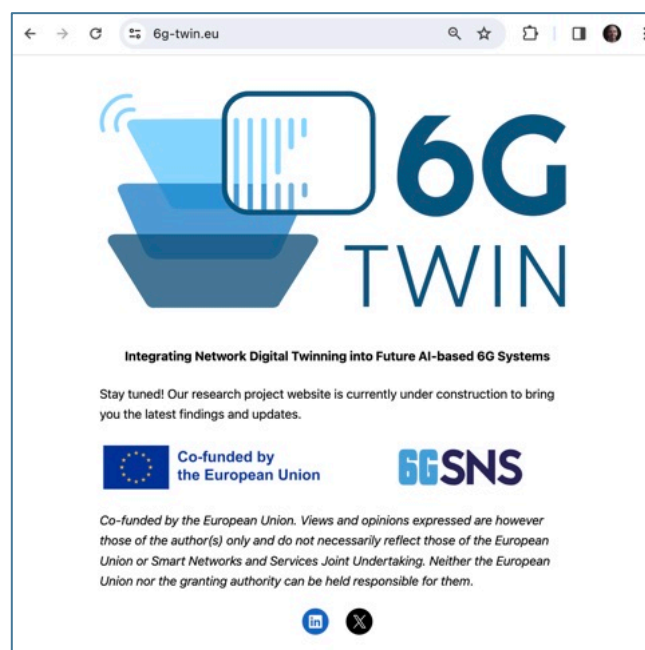 6g-twin.eu
6G
TWIN
Integrating Network Digital Twinning into Future AI-based 6G Systems
Stay tuned! Our research project website is currently under construction to bring
you the latest findings and updates.
Co-funded by
the European Union
6GSNS
Co-funded by the European Union. Views and opinions expressed are however
those of the author(s) only and do not necessarily reflect those of the European
Union or Smart Networks and Services Joint Undertaking. Neither the European
Union nor the granting authority can be held responsible for them.
in
X